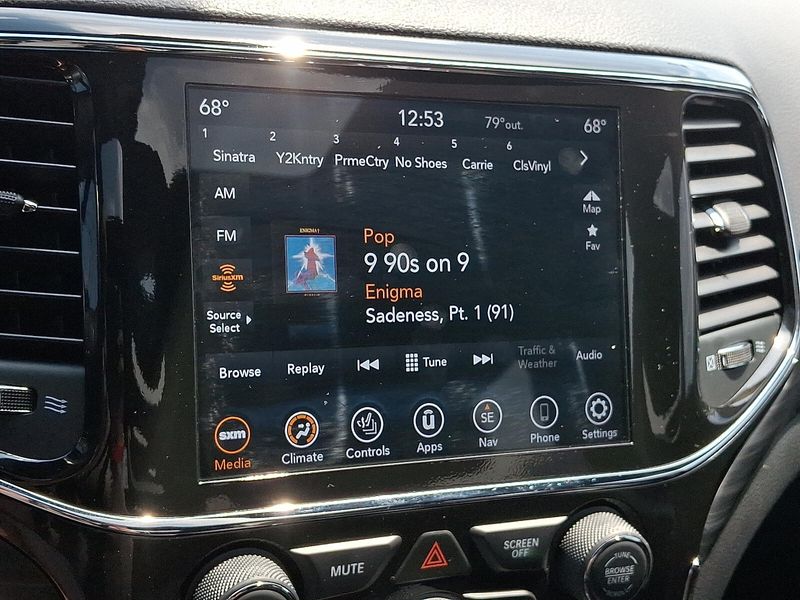 68° 12:53 79°out. 68°
1 2 3 4 5 6
Sinatra Y2Kntry PrmeCtry No Shoes Carrie ClsVinyl
AM
Map
FM
Fav
Pop
9 90s on 9
SiriusXM
ENIGMA
Enigma
Source
Select
Sadeness, Pt. 1 (91)
Browse Replay Tune Traffic &
Weather Audio
sxm SE
Media Climate Controls Apps Nav Phone Settings
MUTE SCREEN
OFF
TUNE
BROWSE
ENTER